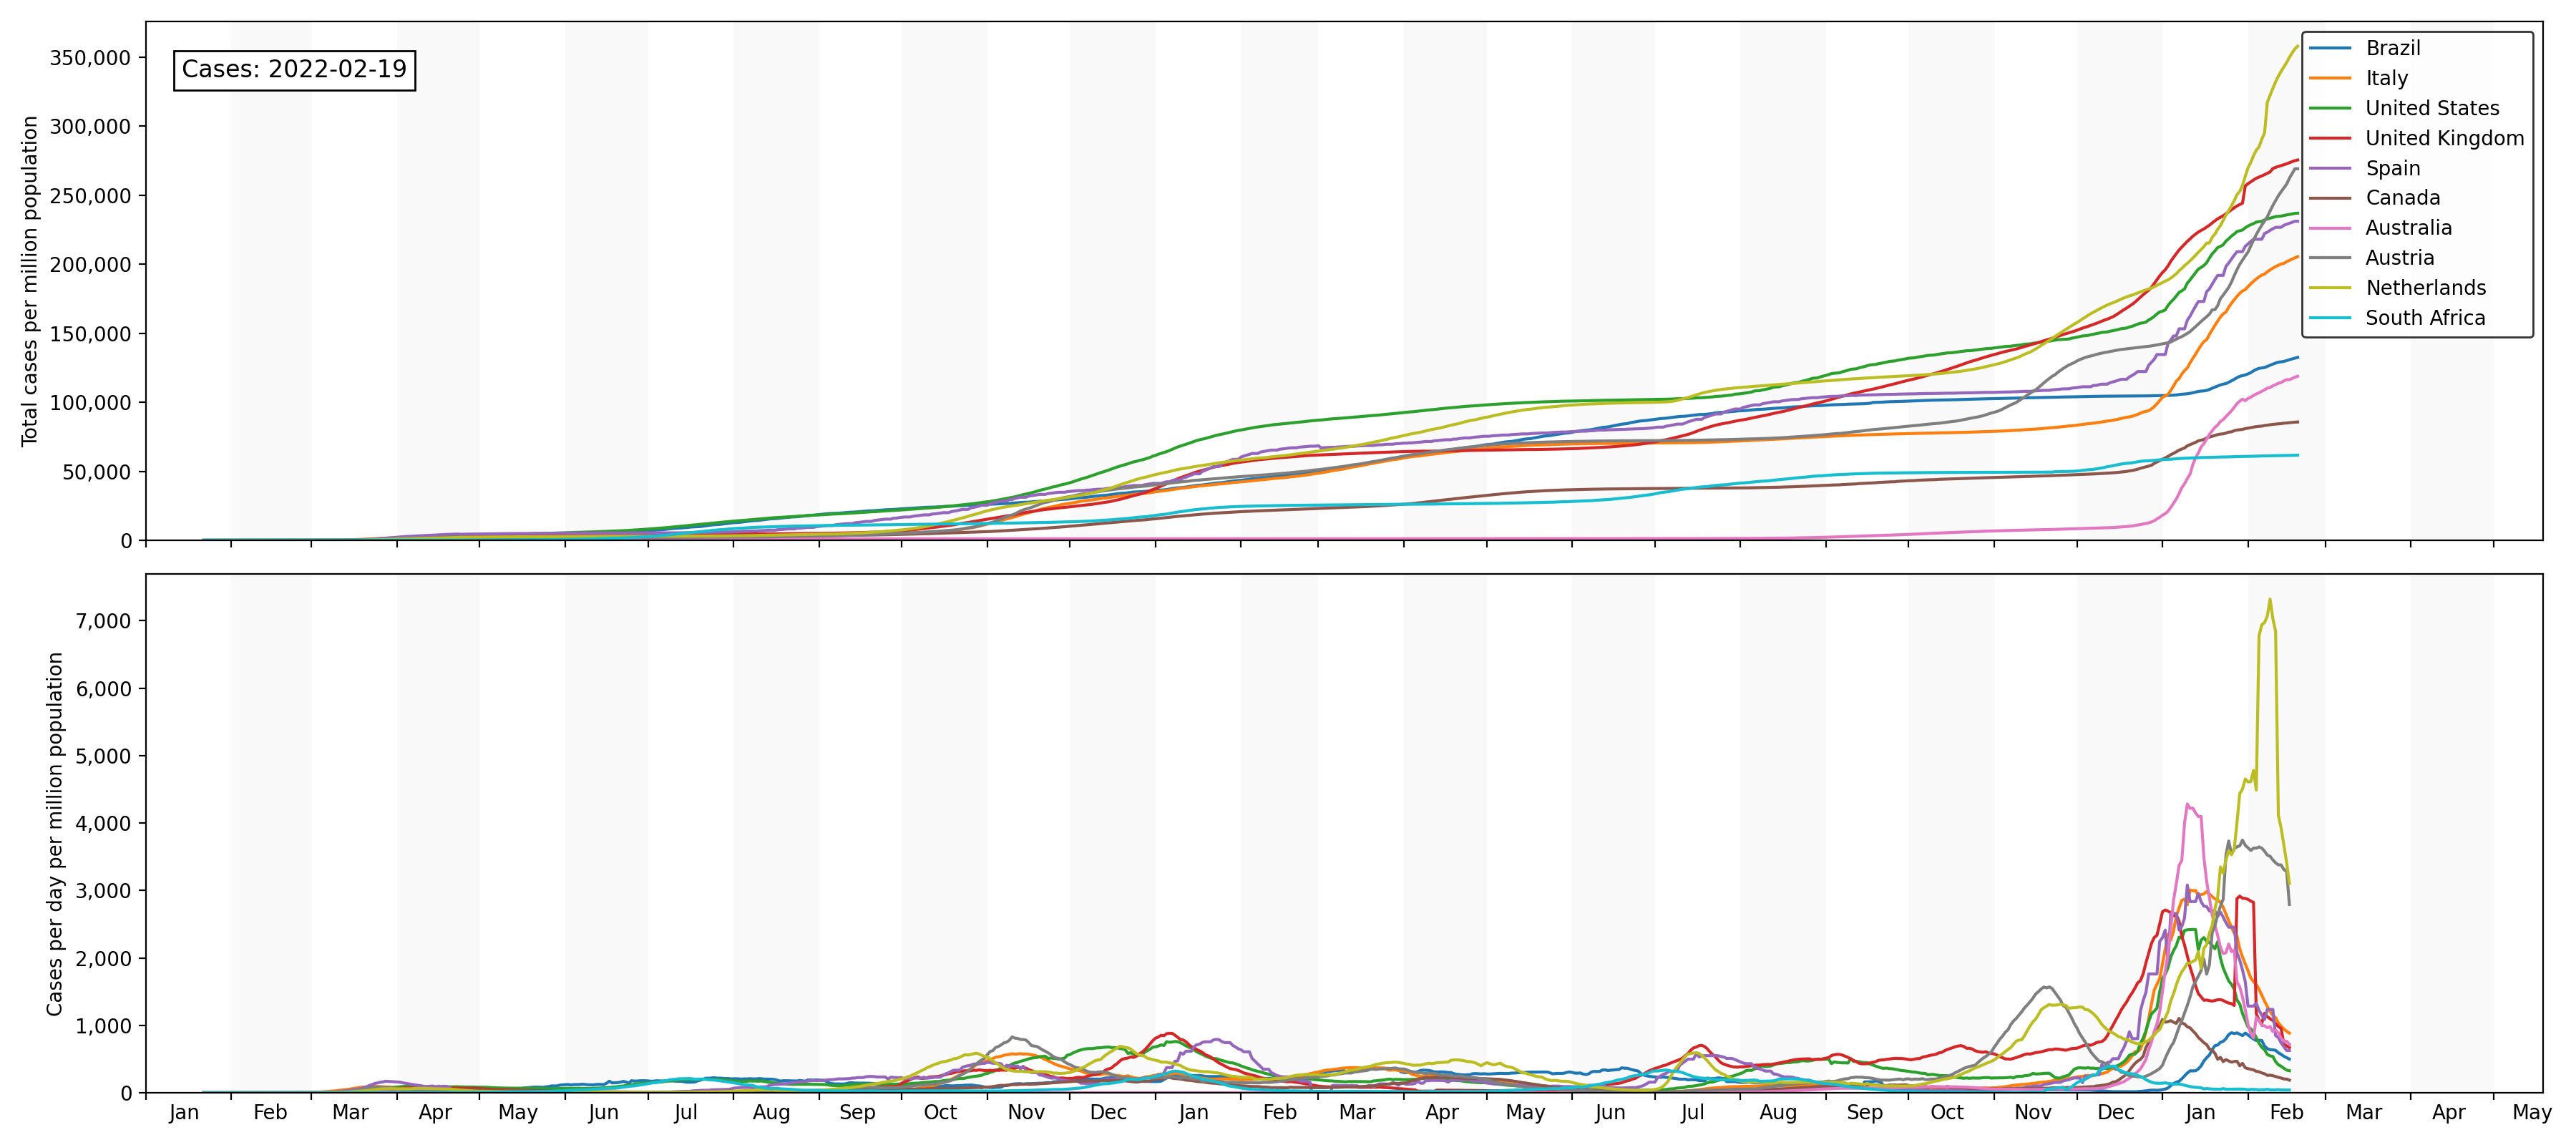 Total cases per million population
350,000
300,000
250,000
200,000
150,000
100,000
50,000
0
Cases: 2022-02-19
Brazil
Italy
United States
United Kingdom
Spain
Canada
Australia
Austria
Netherlands
South Africa
Cases per day per million population
7,000
6,000
5,000
4,000
3,000
2,000
1,000
0
Jan Feb Mar Apr May Jun Jul Aug Sep Oct Nov Dec Jan Feb Mar Apr May Jun Jul Aug Sep Oct Nov Dec Jan Feb Mar Apr May